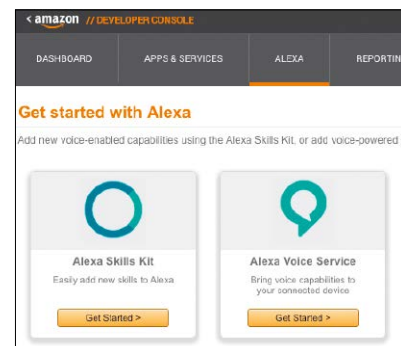 < amazon // DEVELOPER CONSOLE
DASHBOARD APPS & SERVICES ALEXA REPORTIN
Get started with Alexa
Add new voice-enabled capabilities using the Alexa Skills Kit, or add voice-powered
Alexa Skills Kit
Easily add new skills to Alexa
Get Started >
Alexa Voice Service
Bring voice capabilities to
your connected device
Get Started >